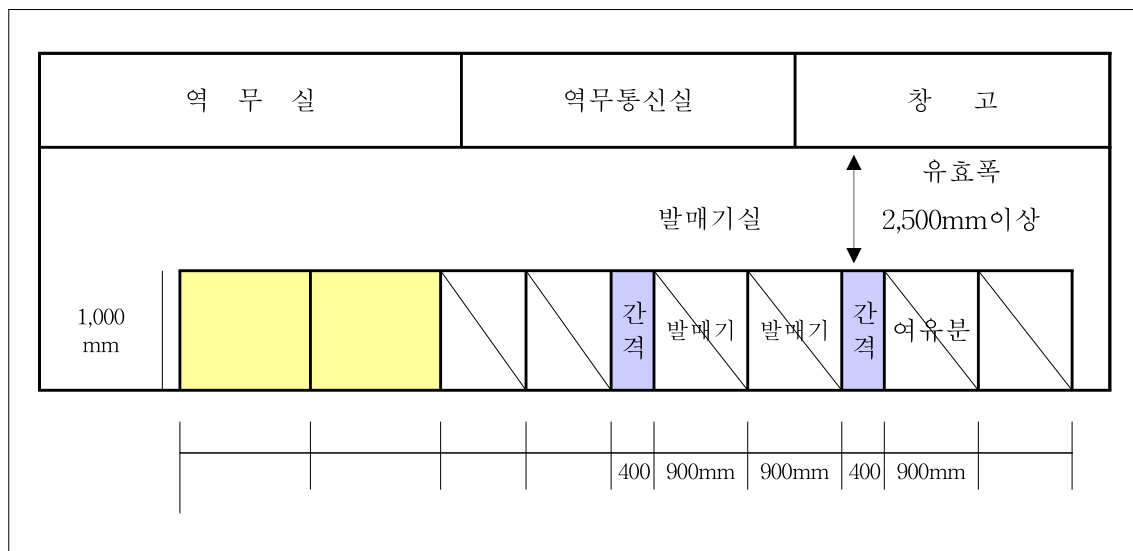 역 무 실
역무통신실
창 고
유효폭
발매기실
2,500mm이상
1,000
mm
간
격
발매기
발매기
간
격
여유분
400
900mm
900mm
400
900mm